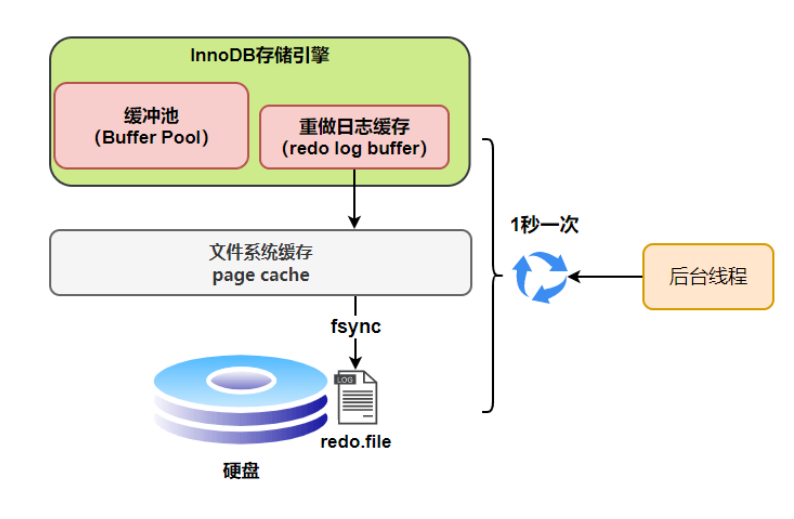 InnoDB存储引擎
缓冲池
（Buffer Pool）
重做日志缓存
（redo log buffer）
1秒一次
文件系统缓存
page cache
后台线程
fsync
LOG
redo.file
硬盘